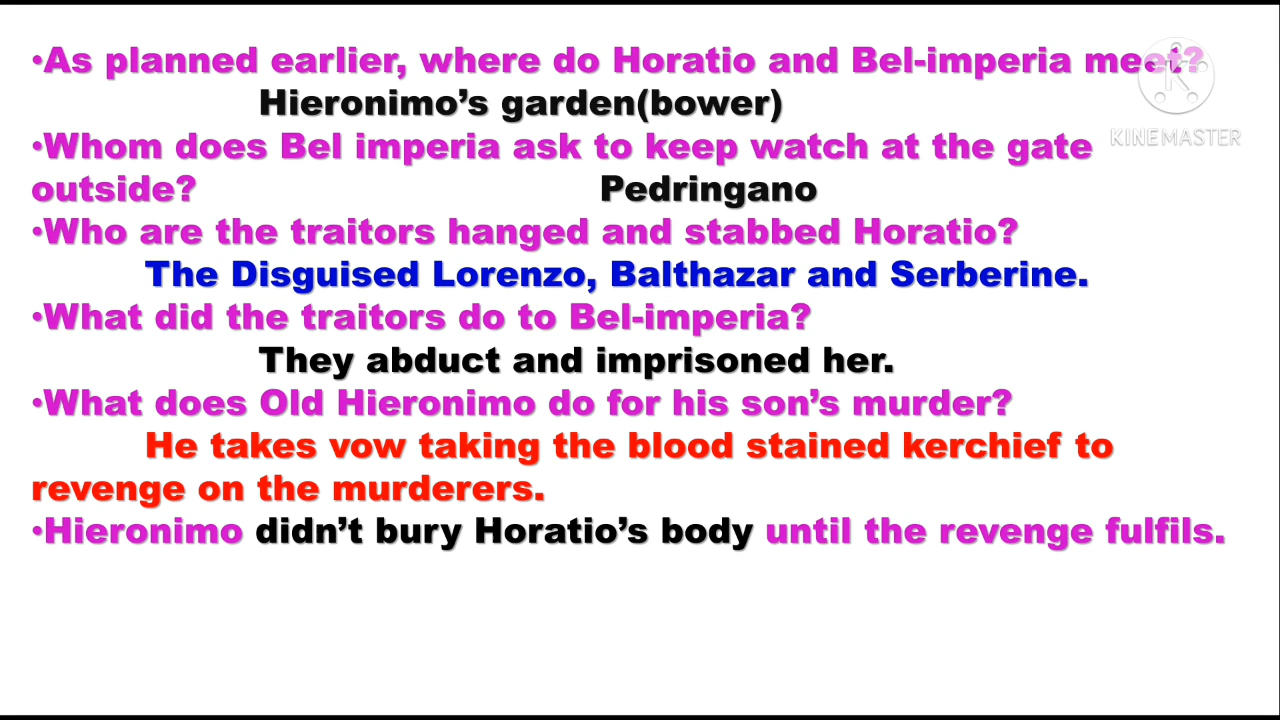 •As planned earlier, where do Horatio and Bel-imperia meet?
Hieronimo’s garden(bower)
•Whom does Bel imperia ask to keep watch at the gate
outside? Pedringano
•Who are the traitors hanged and stabbed Horatio?
The Disguised Lorenzo, Balthazar and Serberine.
•What did the traitors do to Bel-imperia?
They abduct and imprisoned her.
•What does Old Hieronimo do for his son’s murder?
He takes vow taking the blood stained kerchief to
revenge on the murderers.
•Hieronimo didn’t bury Horatio’s body until the revenge fulfils.
K
KINEMASTER